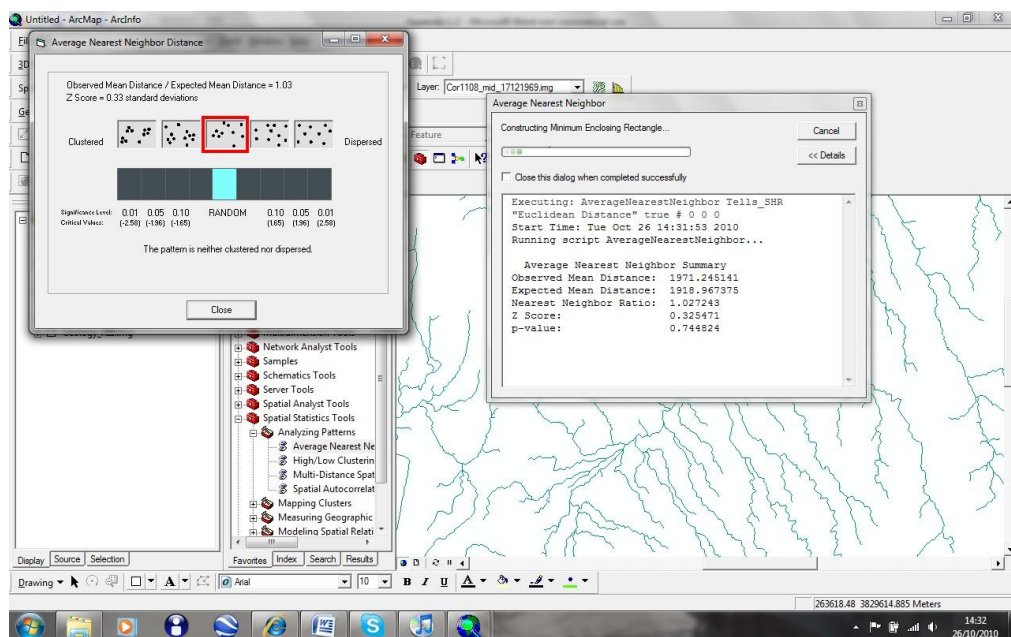 Untitled - ArcMap - ArcInfo
Average Nearest Neighbor Distance
Observed Mean Distance / Expected Mean Distance = 1.03
Z Score = 0.33 standard deviations
Clustered
Dispersed
Significance Level: 0.01 0.05 0.10 RANDOM 0.10 0.05 0.01
Critical Values: (-2.58) (-1.96) (-1.65) (1.65) (1.96) (2.58)
The pattern is neither clustered nor dispersed.
Close
Layer: Cor1108_mid_17121969.img
Feature
Average Nearest Neighbor
Constructing Minimum Enclosing Rectangle...
Cancel
<< Details
Close this dialog when completed successfully
Executing: AverageNearestNeighbor Tells_SHR
"Euclidean Distance" true # 0 0 0
Start Time: Tue Oct 26 14:31:53 2010
Running script AverageNearestNeighbor...
Average Nearest Neighbor Summary
Observed Mean Distance: 1971.245141
Expected Mean Distance: 1918.967375
Nearest Neighbor Ratio: 1.027243
Z Score: 0.325471
p-value: 0.744824
Network Analyst Tools
Samples
Schematics Tools
Server Tools
Spatial Analyst Tools
Spatial Statistics Tools
Analyzing Patterns
Average Nearest Ne
High/Low Clusterin
Multi-Distance Spat
Spatial Autocorrelat
Mapping Clusters
Measuring Geographic
Modeling Spatial Relati
Display Source Selection
Favorites Index Search Results
Drawing A Arial 10 B I U A
263618.48 3829614.885 Meters
14:32
26/10/2010